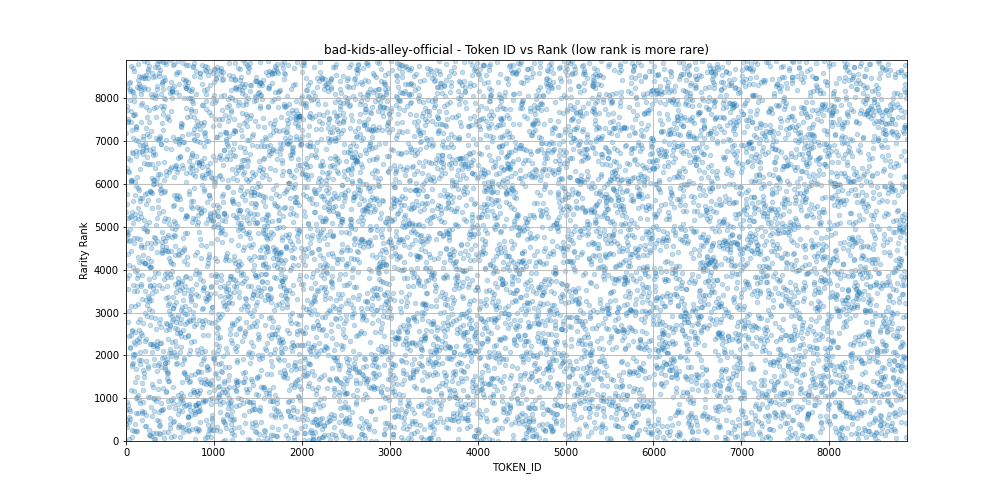 bad-kids-alley-official - Token ID vs Rank (low rank is more rare)
8000
7000
6000
5000
4000
3000
2000
1000
0
Rarity Rank
0 1000 2000 3000 4000 5000 6000 7000 8000
TOKEN_ID